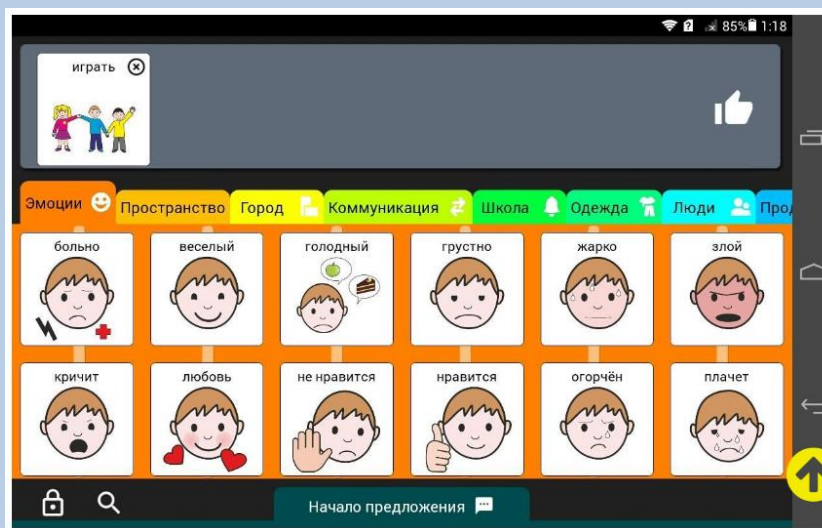 85% 1:18
играть
Эмоции Пространство Город Коммуникация Школа Одежда Люди Прод
больно веселый голодный грустно жарко злой
кричит любовь не нравится нравится огорчён плачет
Начало предложения